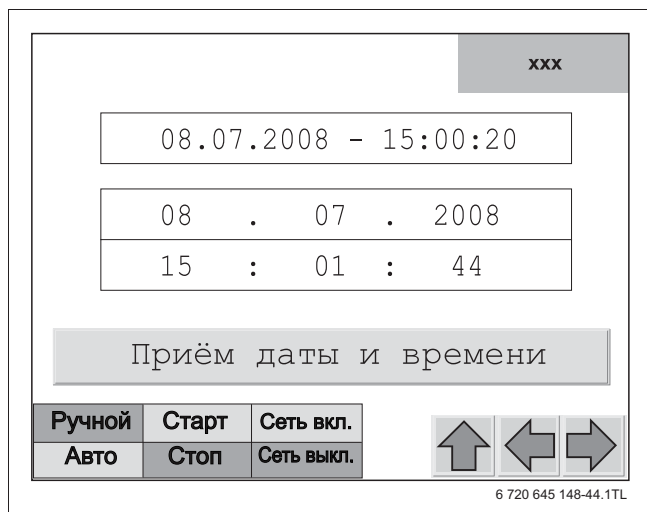 xxx
08.07.2008 - 15:00:20
08 . 07 . 2008
15 : 01 : 44
Приём даты и времени
Ручной Старт Сеть вкл.
Авто Стоп Сеть выкл.
6 720 645 148-44.1TL